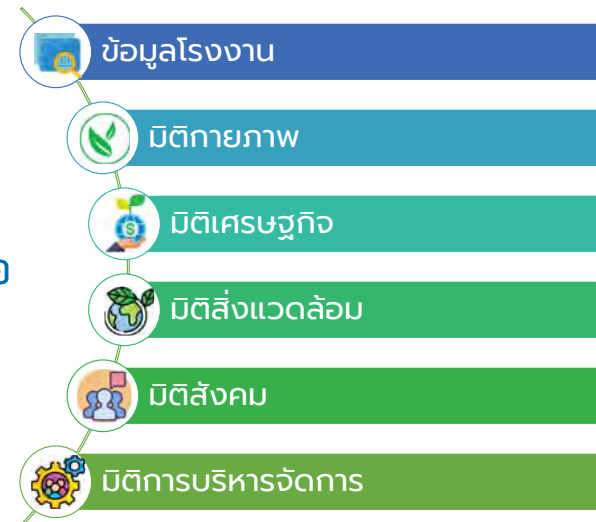 ข้อมูลโรงงาน
มิติกายภาพ
มิติเศรษฐกิจ
มิติสิ่งแวดล้อม
มิติสังคม
มิติการบริหารจัดการ